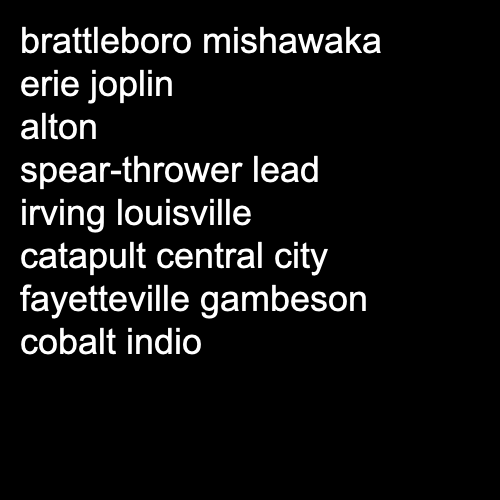 brattleboro mishawaka
erie joplin
alton
spear-thrower lead
irving louisville
catapult central city
fayetteville gambeson
cobalt indio